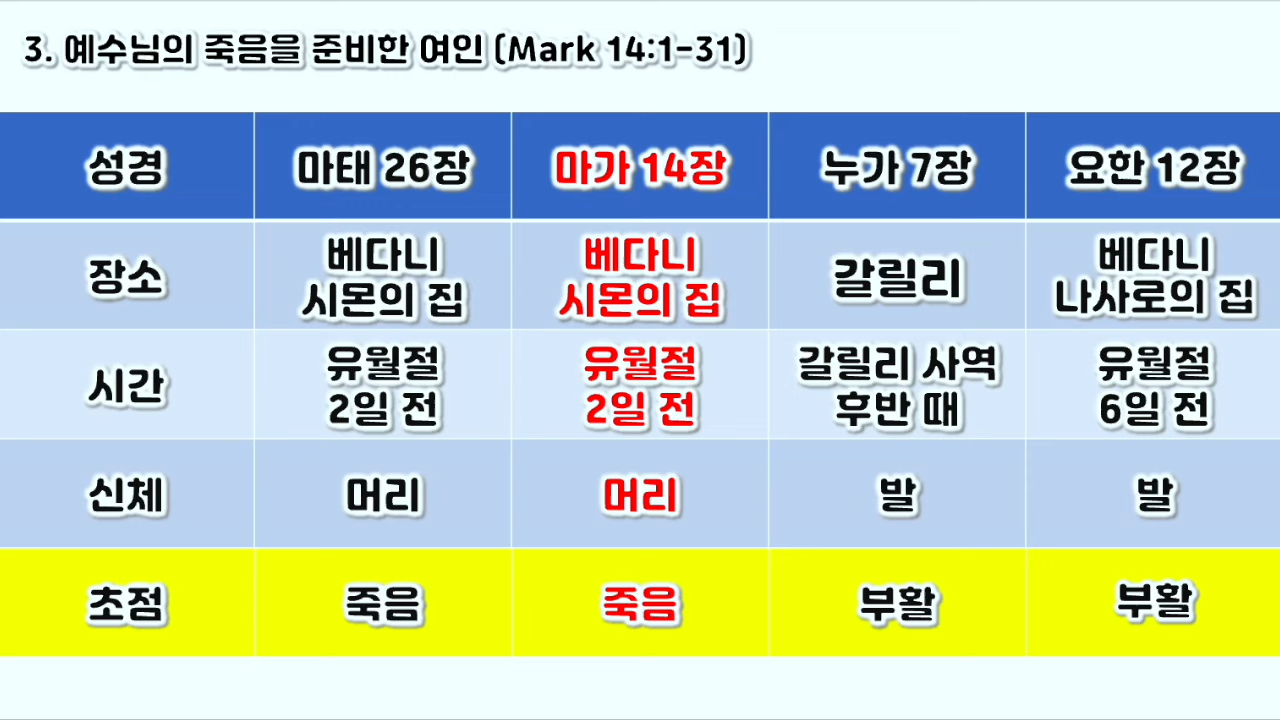 3. 예수님의 죽음을 준비한 여인 (Mark 14:1-31)
성경 마태 26장 마가 14장 누가 7장 요한 12장
장소 베다니 시몬의 집 베다니 시몬의 집 갈릴리 베다니 나사로의 집
시간 유월절 2일 전 유월절 2일 전 갈릴리 사역 후반 때 유월절 6일 전
신체 머리 머리 발 발
초점 죽음 죽음 부활 부활